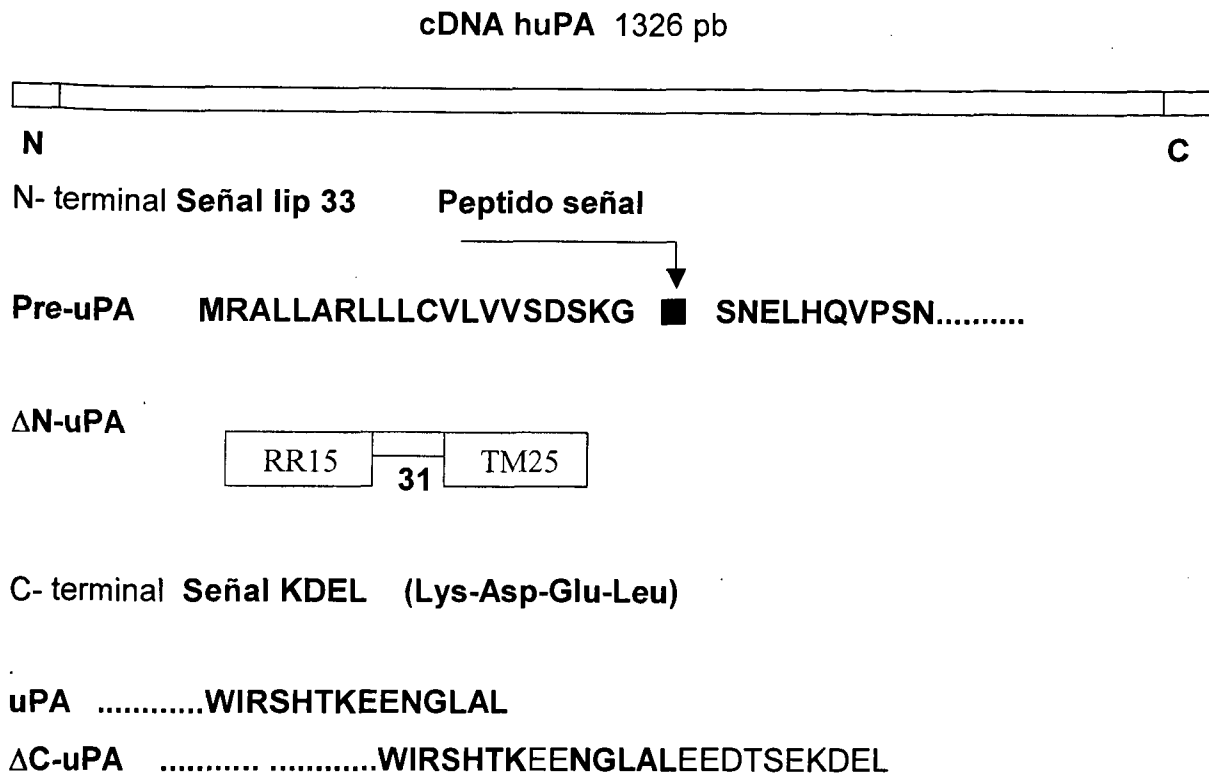 cDNA huPA 1326 pb
N C
N- terminal Señal lip 33 Peptido señal
Pre-uPA MRALLARLLLCVLVVSDSKG SNELHQVPSN..........
ΔN-uPA
RR15 31 TM25
C- terminal Señal KDEL (Lys-Asp-Glu-Leu)
uPA ............WIRSHTKEENGLAL
ΔC-uPA ........... ............WIRSHTKEENGLALEEDTSEKDEL